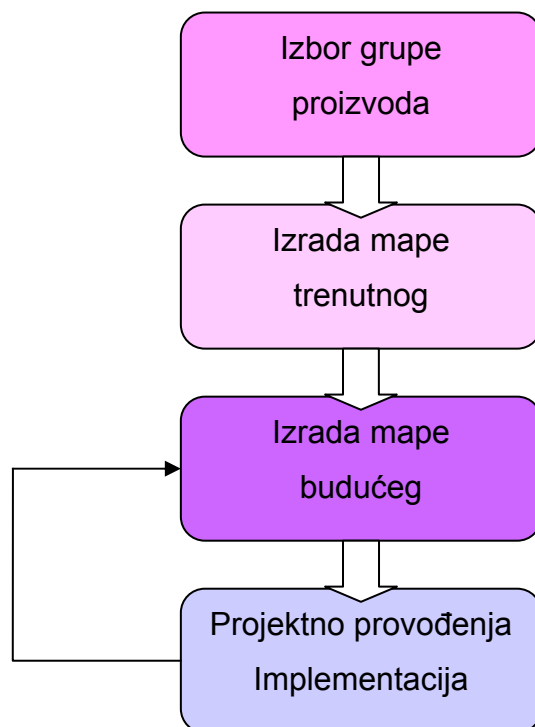 Izbor grupe
proizvoda
Izrada mape
trenutnog
Izrada mape
budućeg
Projektno provođenja
Implementacija